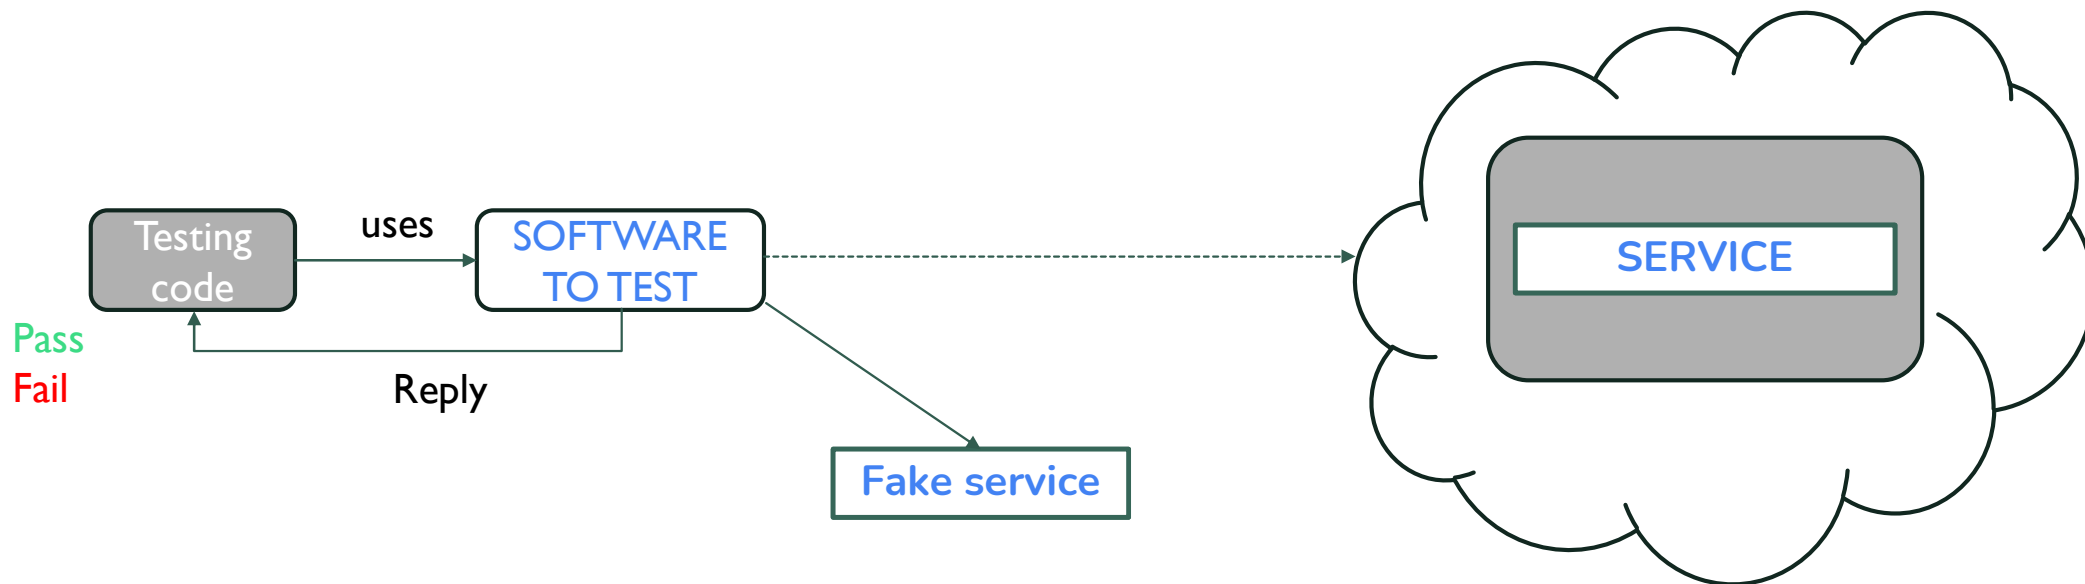 Testing
code
uses
SOFTWARE
TO TEST
SERVICE
Pass
Fail
Reply
Fake service